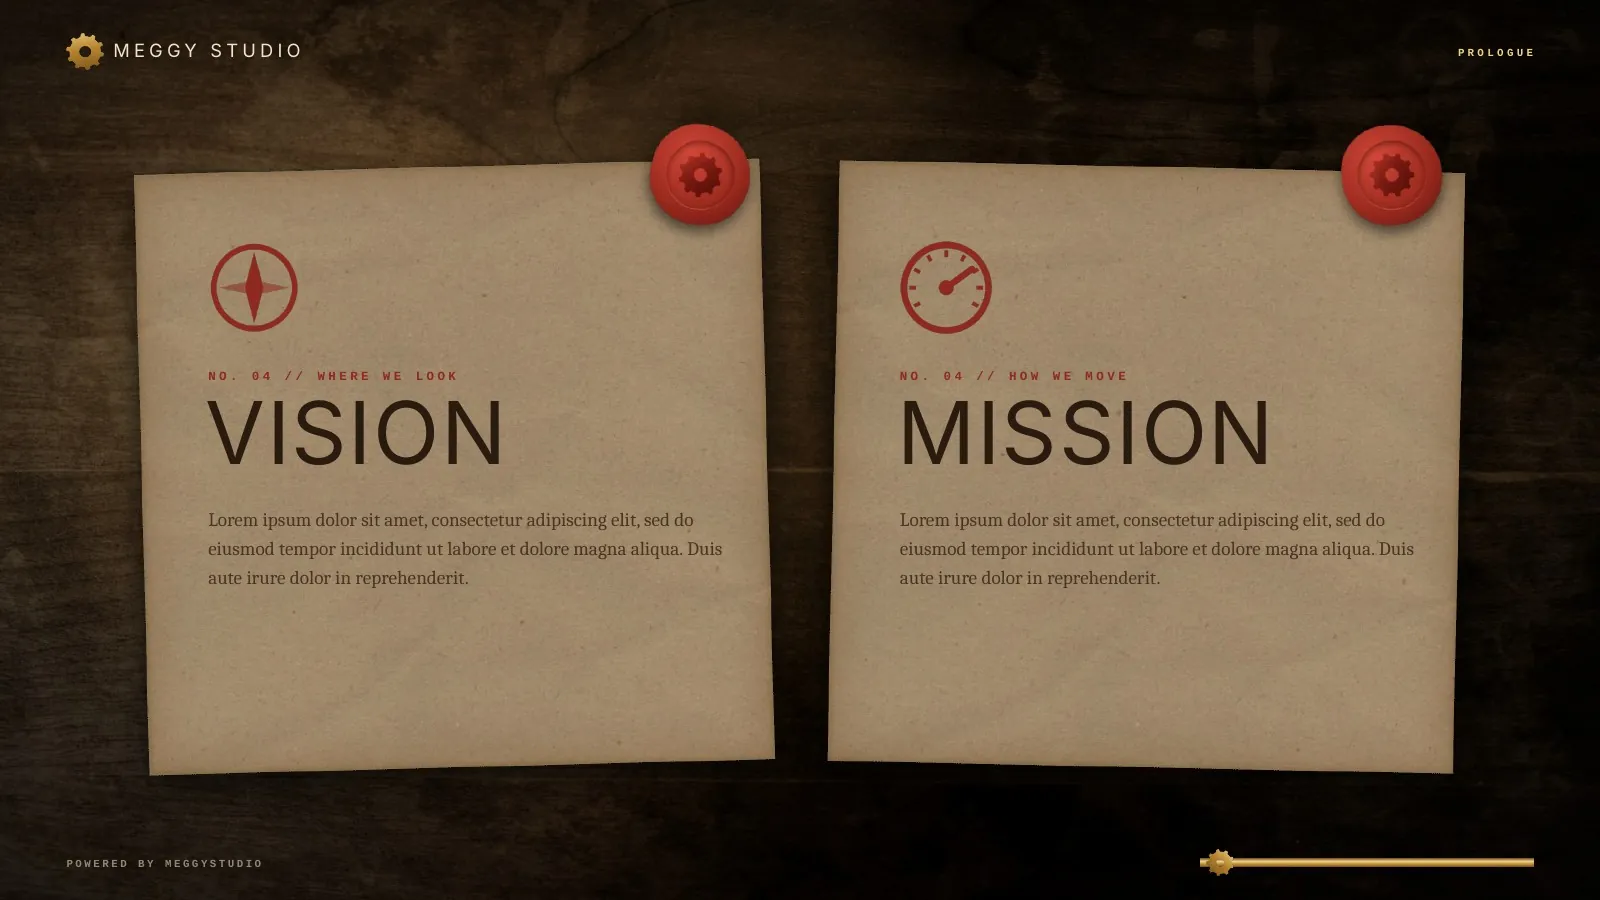 MEGGY STUDIO
PROLOGUE
NO. 04 // WHERE WE LOOK
VISION
Lorem ipsum dolor sit amet, consectetur adipiscing elit, sed do
eiusmod tempor incididunt ut labore et dolore magna aliqua. Duis
aute irure dolor in reprehenderit.
NO. 04 // HOW WE MOVE
MISSION
Lorem ipsum dolor sit amet, consectetur adipiscing elit, sed do
eiusmod tempor incididunt ut labore et dolore magna aliqua. Duis
aute irure dolor in reprehenderit.
POWERED BY MEGGYSTUDIO